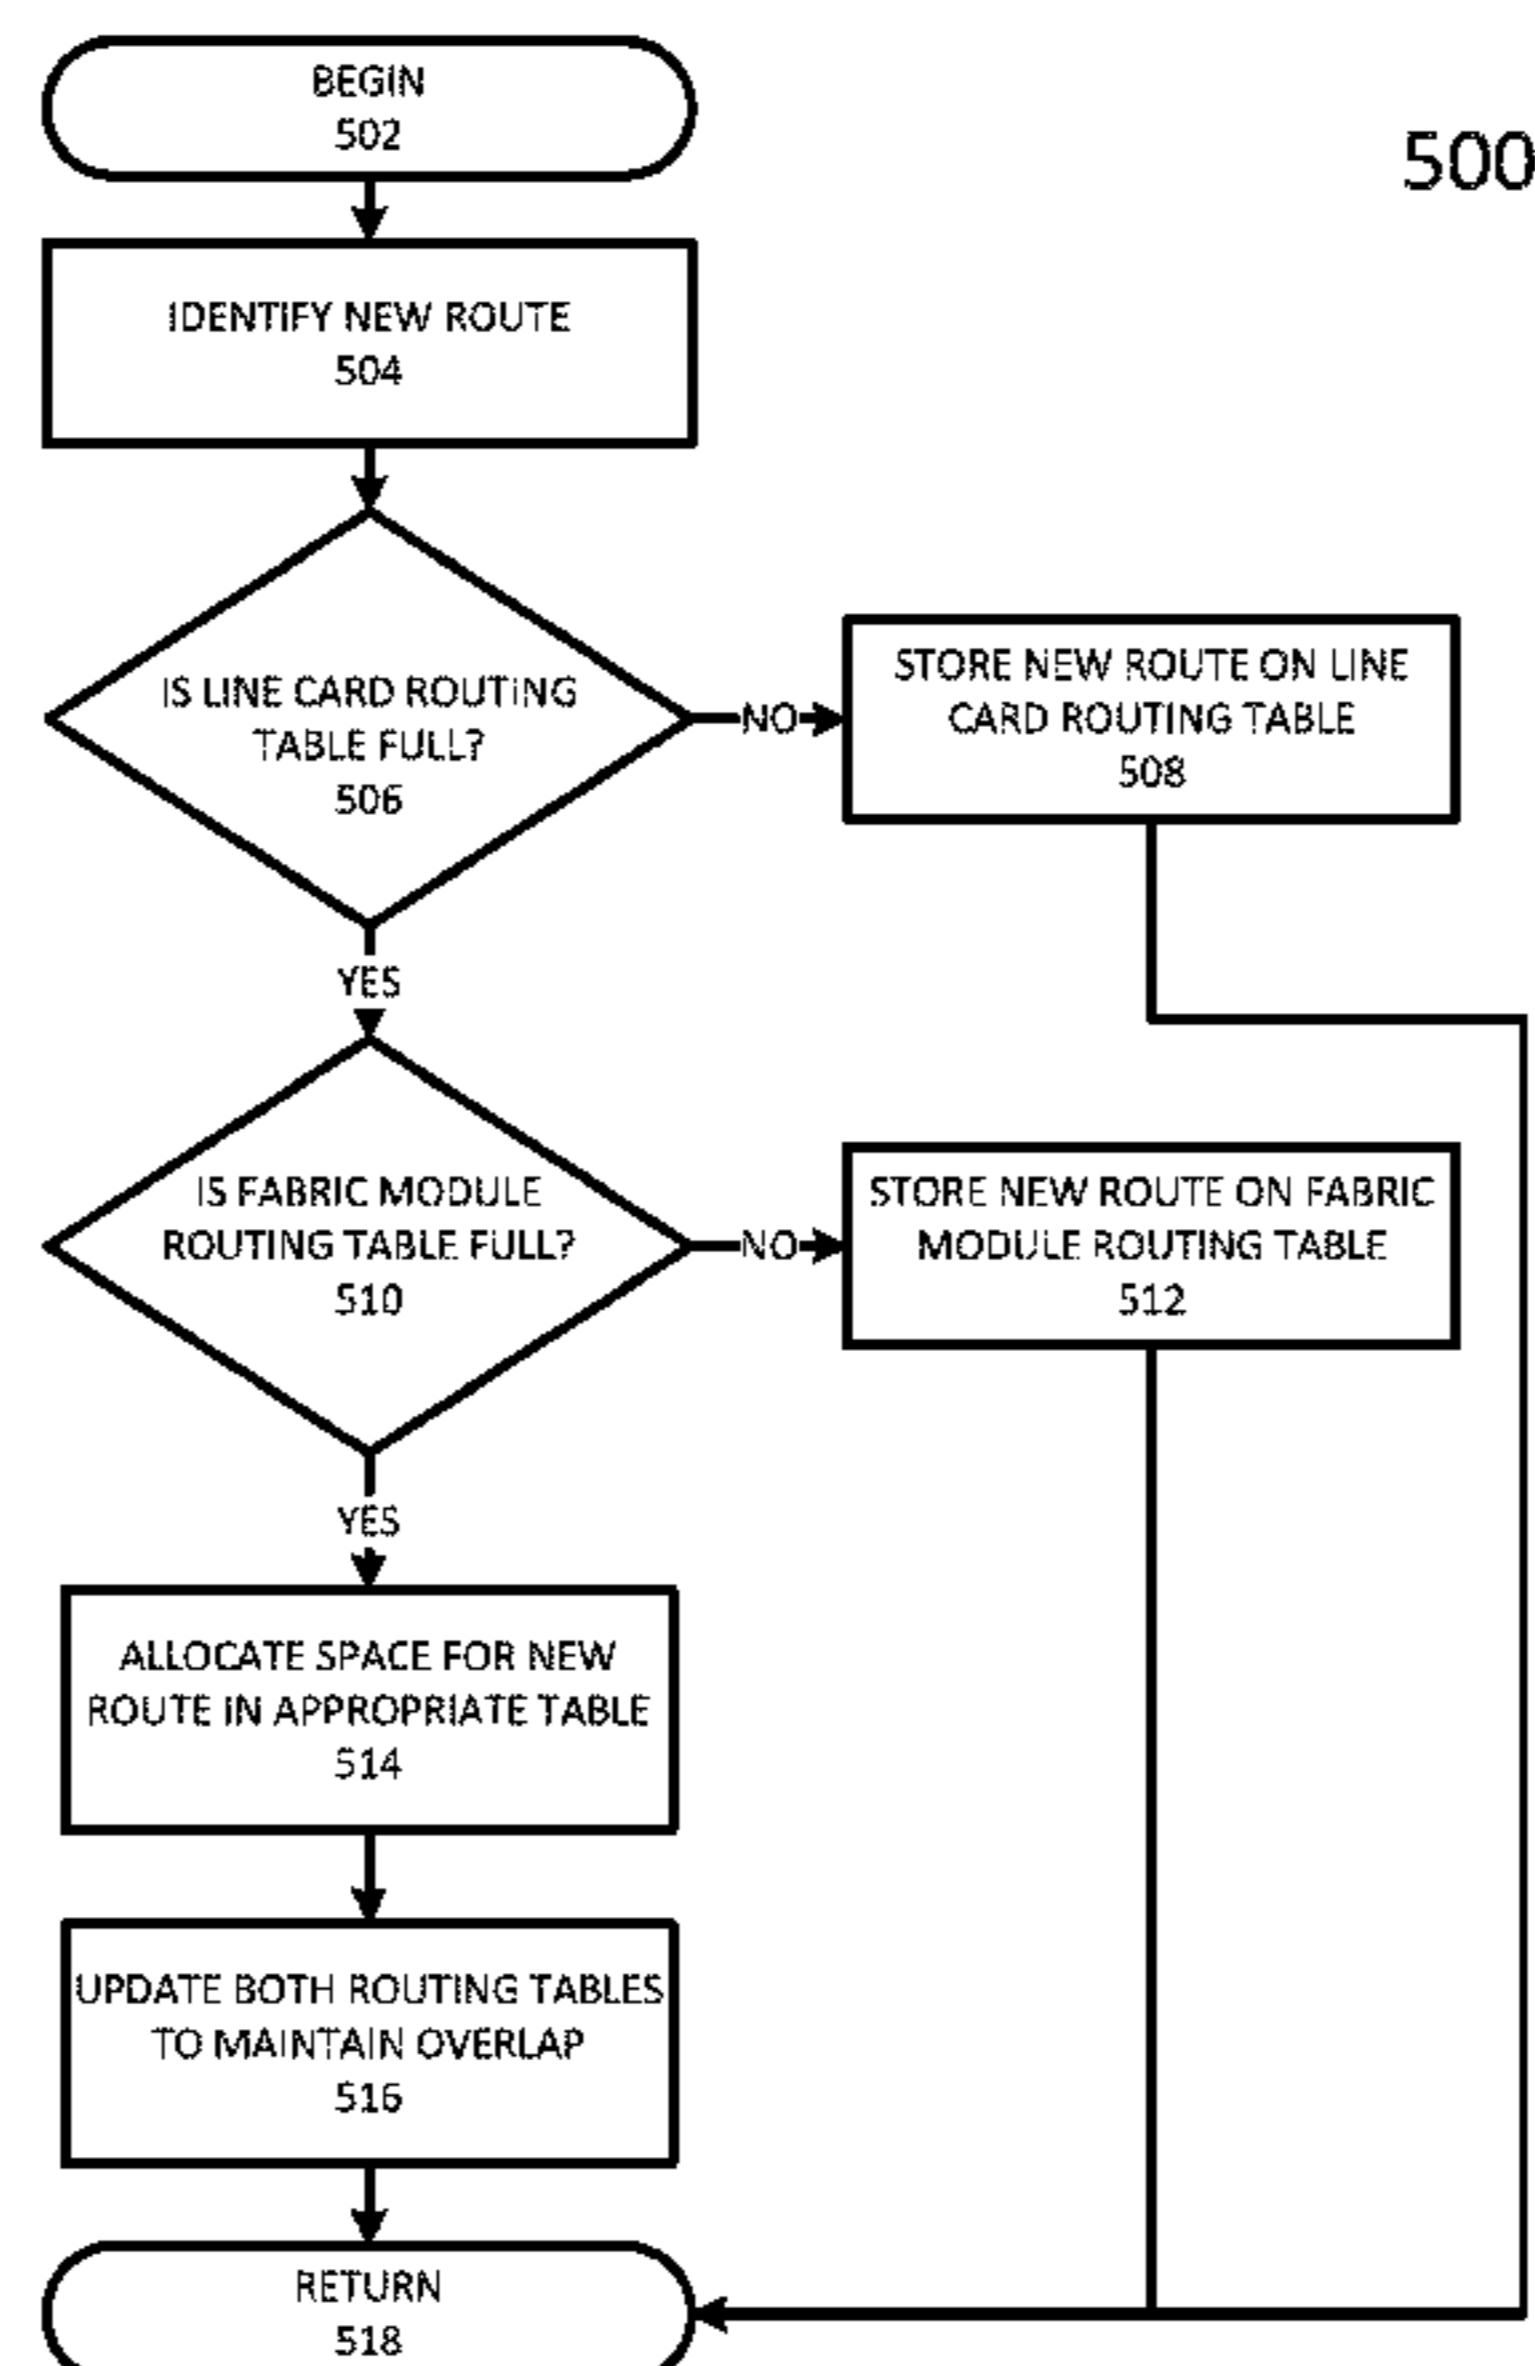 BEGIN
502
500
IDENTIFY NEW ROUTE
504
IS LINE CARD ROUTING
TABLE FULL?
506
NO
STORE NEW ROUTE ON LINE
CARD ROUTING TABLE
508
YES
IS FABRIC MODULE
ROUTING TABLE FULL?
510
NO
STORE NEW ROUTE ON FABRIC
MODULE ROUTING TABLE
512
YES
ALLOCATE SPACE FOR NEW
ROUTE IN APPROPRIATE TABLE
514
UPDATE BOTH ROUTING TABLES
TO MAINTAIN OVERLAP
516
RETURN
518